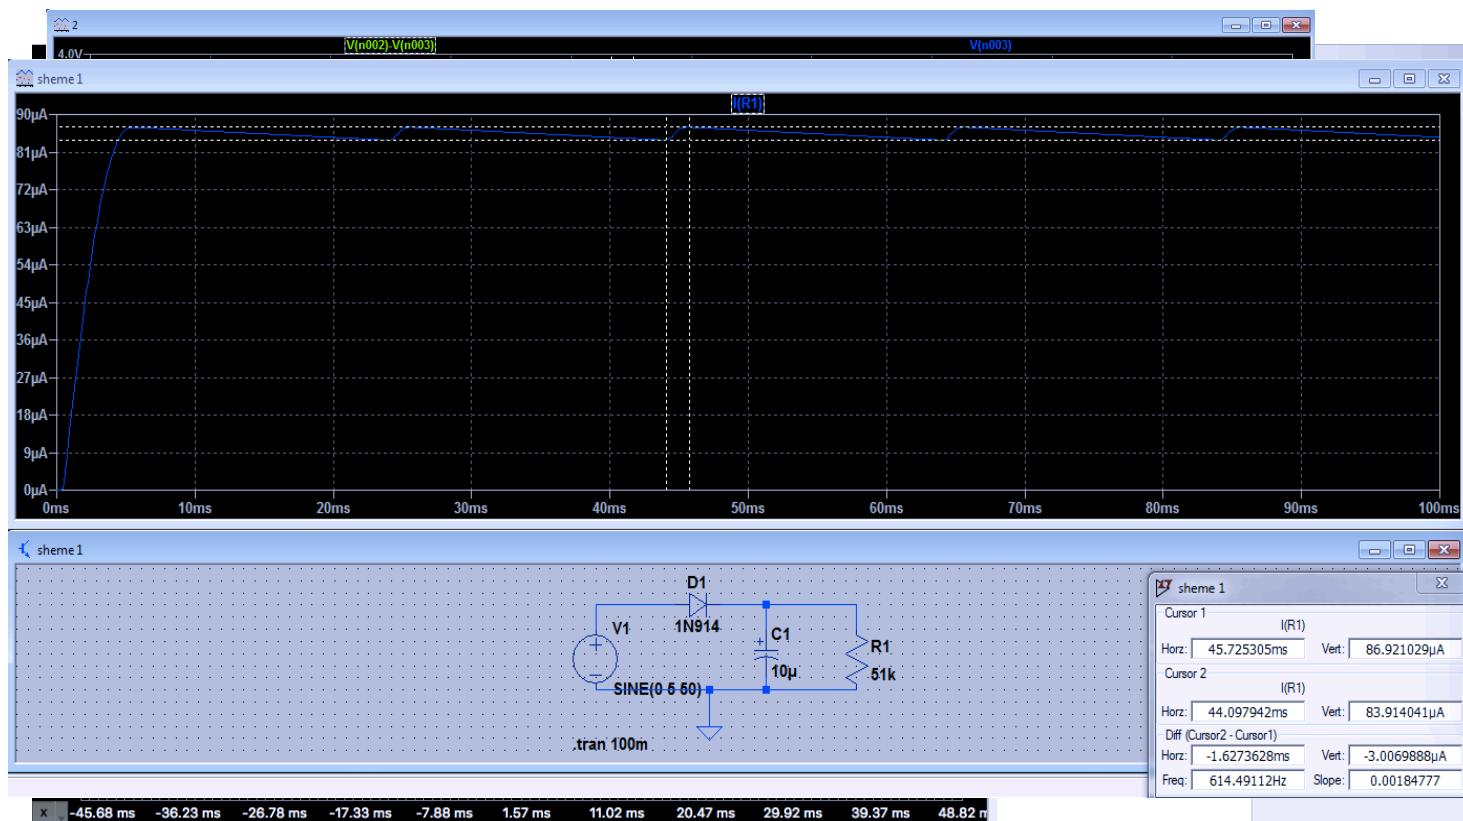 2
V(n002)-V(n003) V(n003)
4.0V
sheme 1
I(R1)
90µA
81µA
72µA
63µA
54µA
45µA
36µA
27µA
18µA
9µA
0µA
0ms 10ms 20ms 30ms 40ms 50ms 60ms 70ms 80ms 90ms 100ms
sheme 1
D1
1N914
V1
C1
10µ
R1
51k
SINE(0 5 50)
.tran 100m
sheme 1
Cursor 1
I(R1)
Horz: 45.725305ms Vert: 86.921029µA
Cursor 2
I(R1)
Horz: 44.097942ms Vert: 83.914041µA
Diff (Cursor2 - Cursor1)
Horz: -1.6273628ms Vert: -3.0069888µA
Freq: 614.49112Hz Slope: 0.00184777
x -45.68 ms -36.23 ms -26.78 ms -17.33 ms -7.88 ms 1.57 ms 11.02 ms 20.47 ms 29.92 ms 39.37 ms 48.82 m